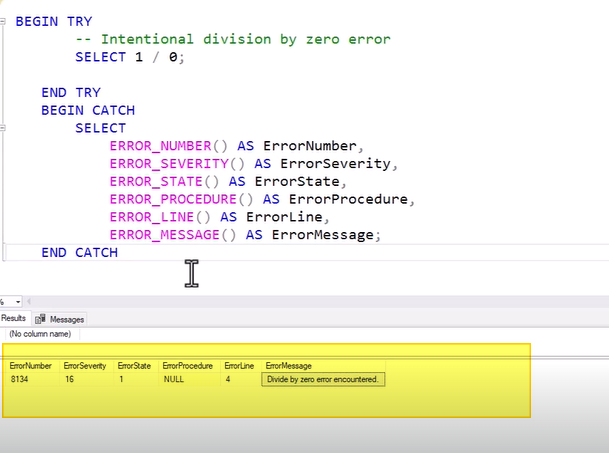 BEGIN TRY
-- Intentional division by zero error
SELECT 1 / 0;
END TRY
BEGIN CATCH
SELECT
ERROR_NUMBER() AS ErrorNumber,
ERROR_SEVERITY() AS ErrorSeverity,
ERROR_STATE() AS ErrorState,
ERROR_PROCEDURE() AS ErrorProcedure,
ERROR_LINE() AS ErrorLine,
ERROR_MESSAGE() AS ErrorMessage;
END CATCH
%
Results Messages
(No column name)
ErrorNumber ErrorSeverity ErrorState ErrorProcedure ErrorLine ErrorMessage
8134 16 1 NULL 4 Divide by zero error encountered.